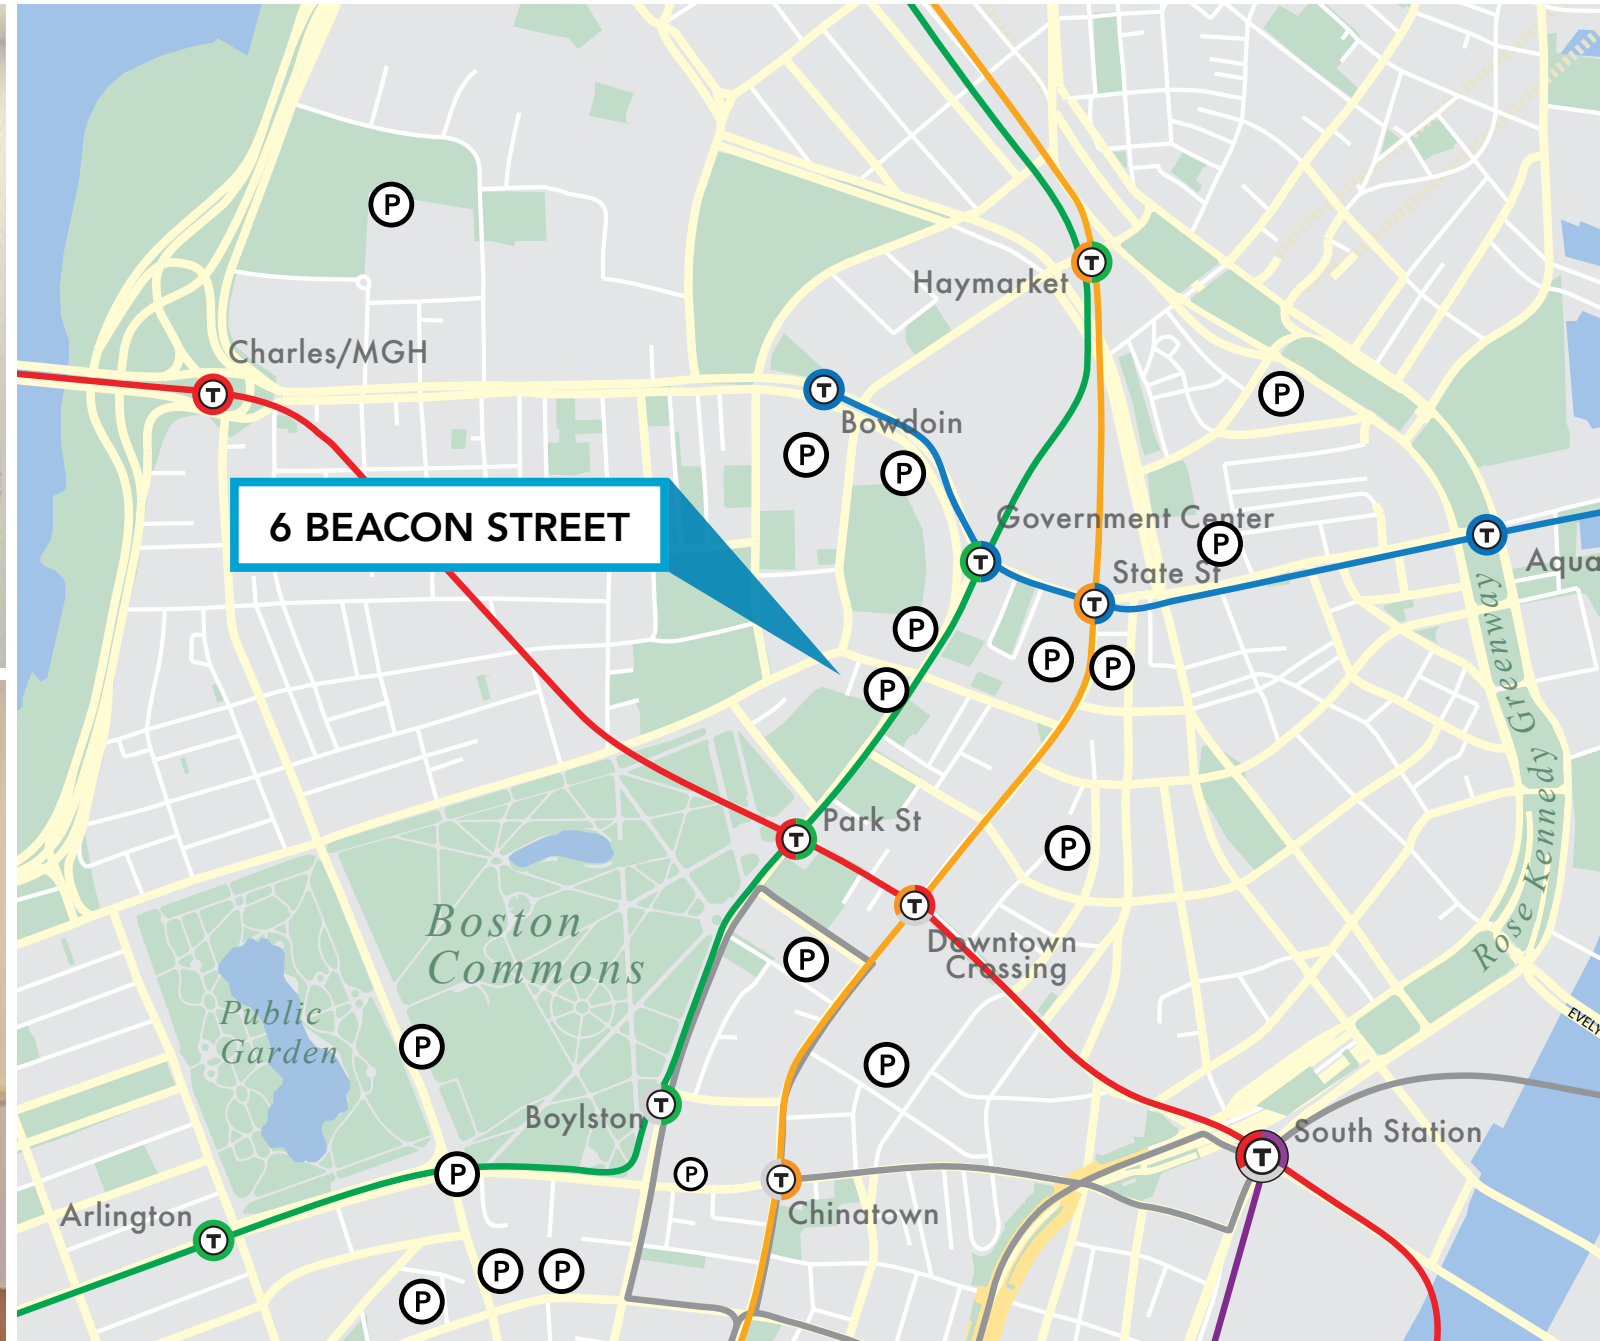 P
T
Haymarket
Charles/MGH
T
T
Bowdoin
P
P
P
6 BEACON STREET
Government Center
P
T
T
Aqua
State St
T
P
P
P
P
Rose Kennedy Greenway
Park St
T
P
T
Boston
Commons
Downtown
Crossing
P
Public
Garden
P
P
EVELY
Boylston
T
South Station
T
P
P
T
Arlington
T
Chinatown
P
P
P